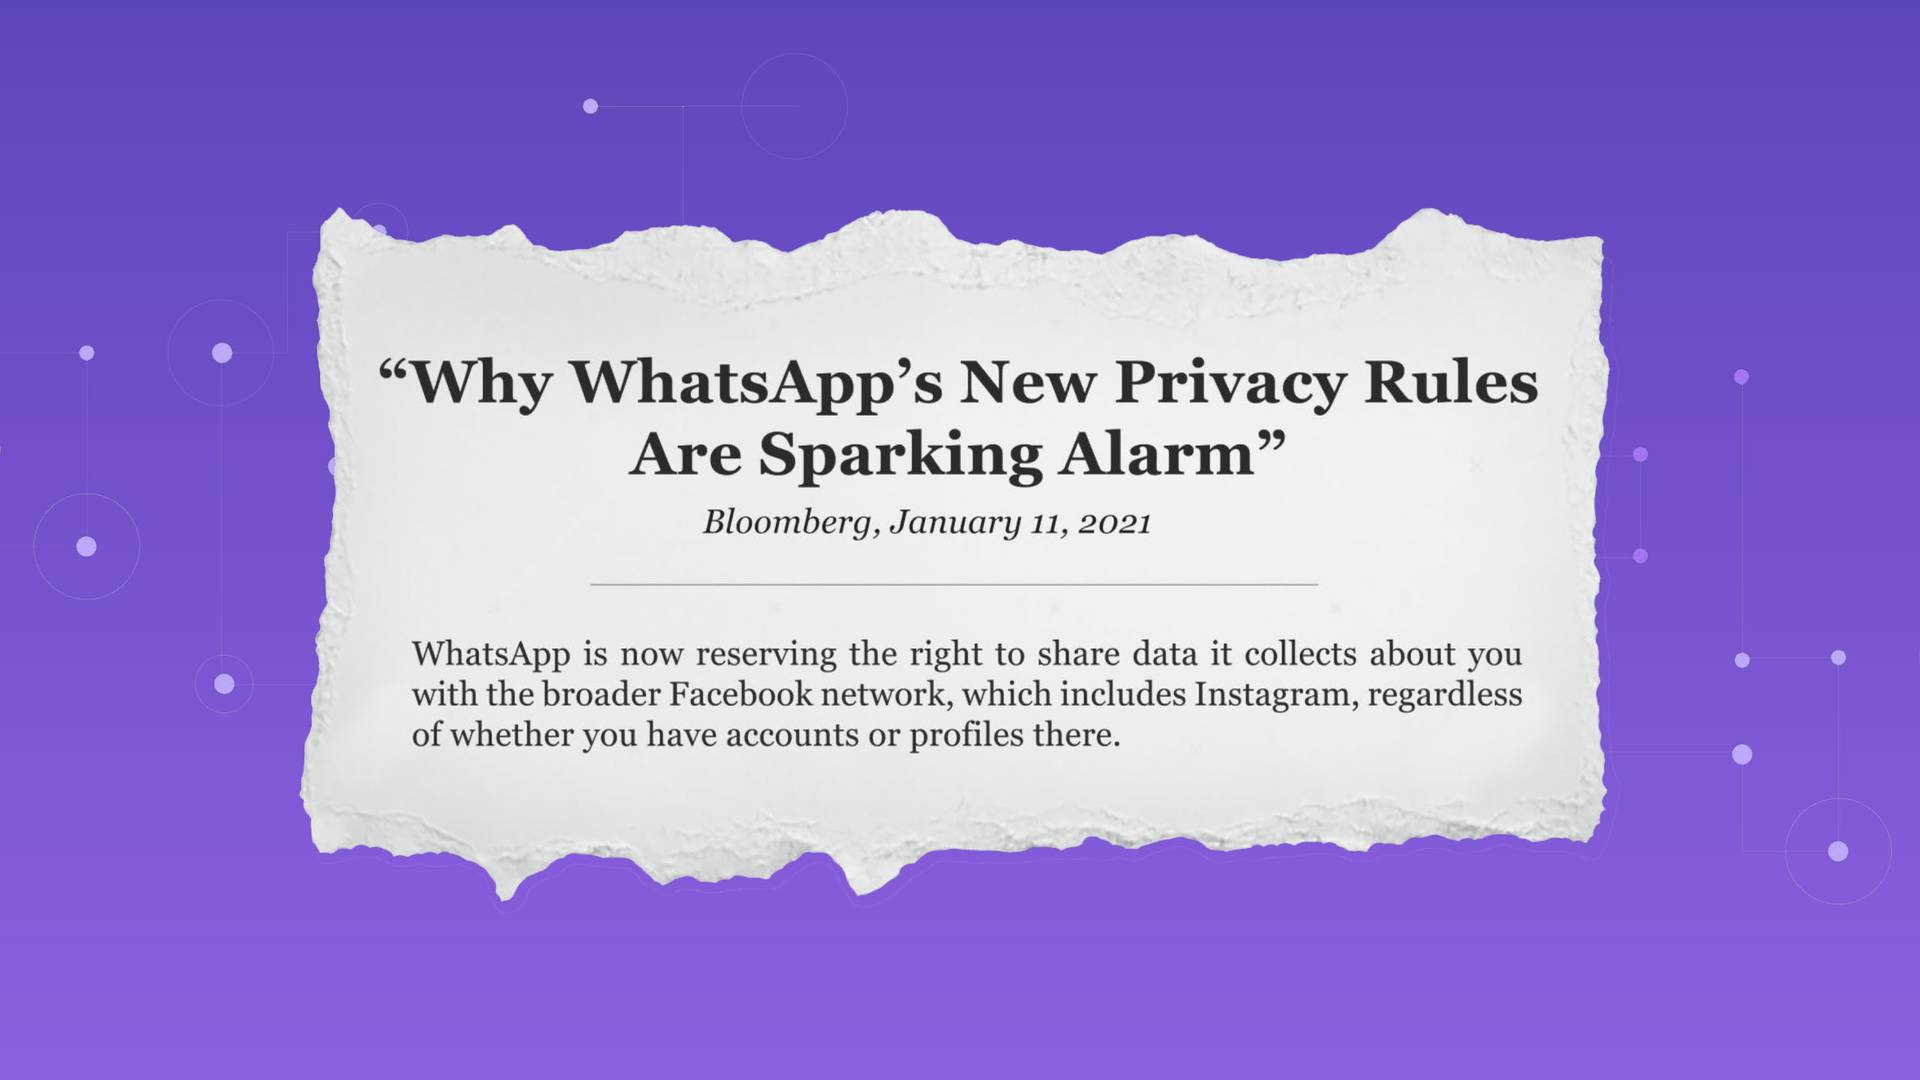 “Why WhatsApp’s New Privacy Rules
Are Sparking Alarm”
Bloomberg, January 11, 2021
WhatsApp is now reserving the right to share data it collects about you
with the broader Facebook network, which includes Instagram, regardless
of whether you have accounts or profiles there.